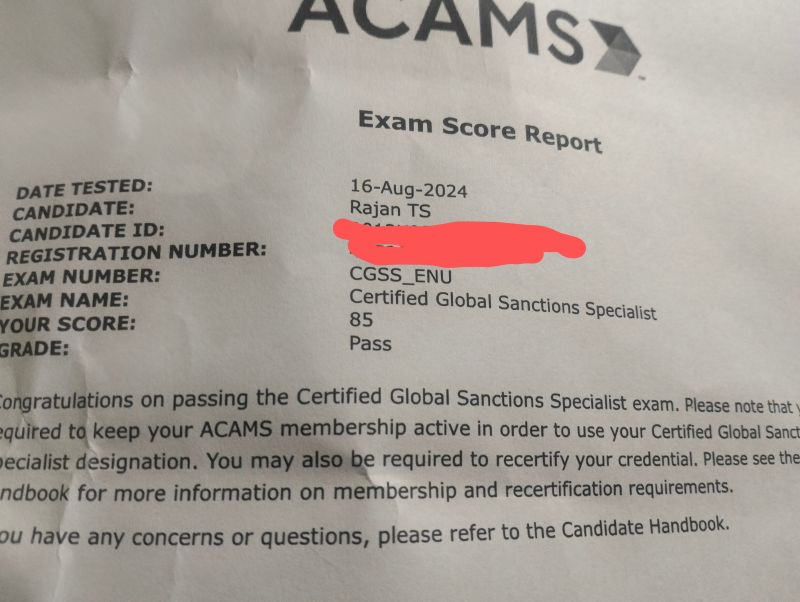 ACAMS
Exam Score Report
DATE TESTED: 16-Aug-2024
CANDIDATE: Rajan TS
CANDIDATE ID:
REGISTRATION NUMBER:
EXAM NUMBER: CGSS_ENU
EXAM NAME: Certified Global Sanctions Specialist
YOUR SCORE: 85
GRADE: Pass
ongratulations on passing the Certified Global Sanctions Specialist exam. Please note that y
equired to keep your ACAMS membership active in order to use your Certified Global Sanct
pecialist designation. You may also be required to recertify your credential. Please see the
ndbook for more information on membership and recertification requirements.
ou have any concerns or questions, please refer to the Candidate Handbook.